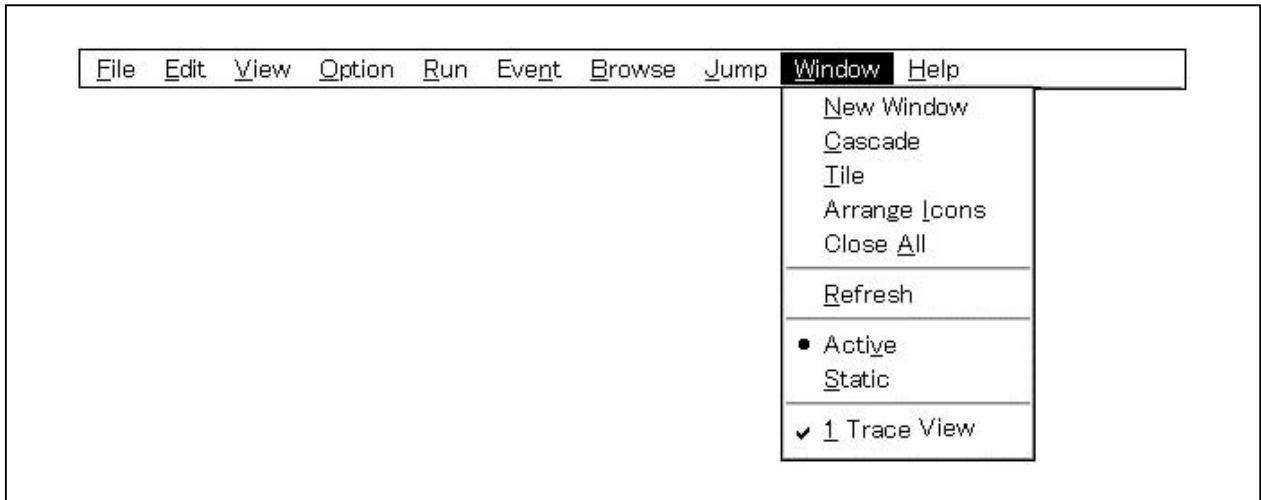 File Edit View Option Run Event Browse Jump Window Help
New Window
Cascade
Tile
Arrange Icons
Close All
Refresh
Active
Static
1 Trace View